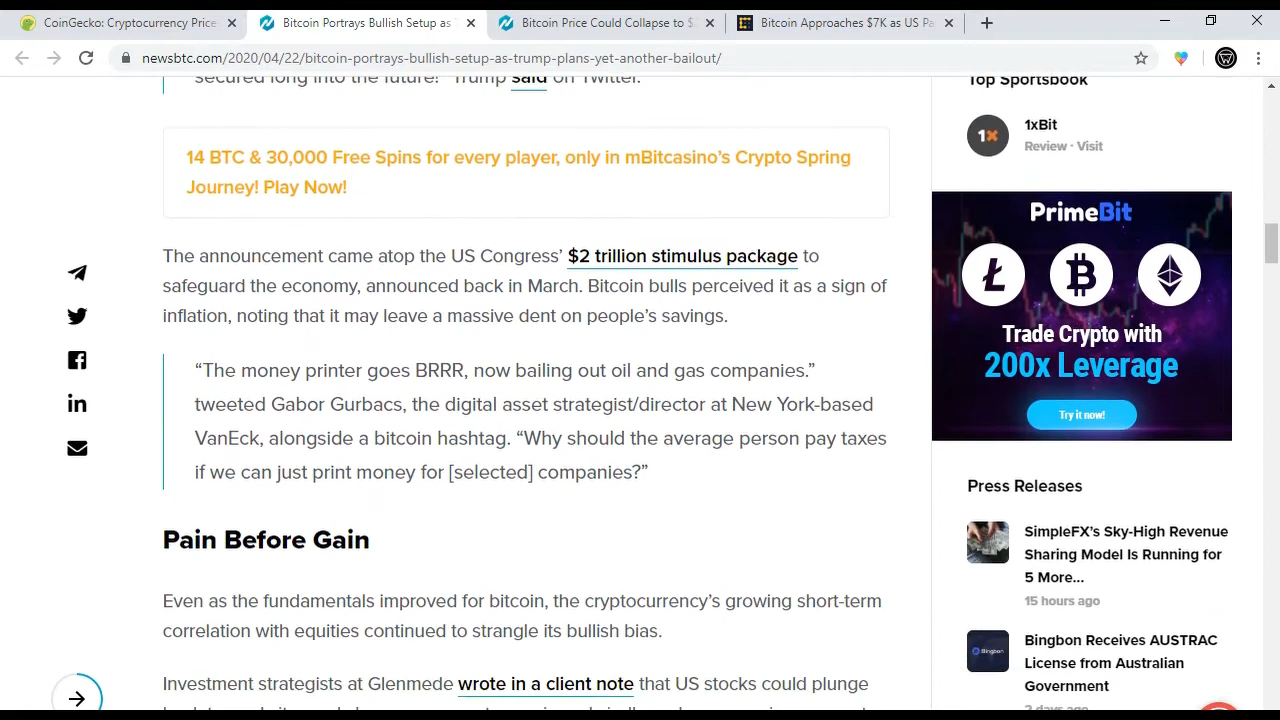 CoinGecko: Cryptocurrency Price
Bitcoin Portrays Bullish Setup as
Bitcoin Price Could Collapse to $
Bitcoin Approaches $7K as US Pa
newsbtc.com/2020/04/22/bitcoin-portrays-bullish-setup-as-trump-plans-yet-another-bailout/
secured long into the future!” Trump said on Twitter.
14 BTC & 30,000 Free Spins for every player, only in mBitcasino’s Crypto Spring
Journey! Play Now!
The announcement came atop the US Congress’ $2 trillion stimulus package to
safeguard the economy, announced back in March. Bitcoin bulls perceived it as a sign of
inflation, noting that it may leave a massive dent on people’s savings.
“The money printer goes BRRR, now bailing out oil and gas companies.”
tweeted Gabor Gurbacs, the digital asset strategist/director at New York-based
VanEck, alongside a bitcoin hashtag. “Why should the average person pay taxes
if we can just print money for [selected] companies?”
Pain Before Gain
Even as the fundamentals improved for bitcoin, the cryptocurrency’s growing short-term
correlation with equities continued to strangle its bullish bias.
Investment strategists at Glenmede wrote in a client note that US stocks could plunge
Top Sportsbook
1x
1xBit
Review · Visit
PrimeBit
Trade Crypto with
200x Leverage
Try it now!
Press Releases
SimpleFX’s Sky-High Revenue
Sharing Model Is Running for
5 More...
15 hours ago
Bingbon
Bingbon Receives AUSTRAC
License from Australian
Government
2 days ago